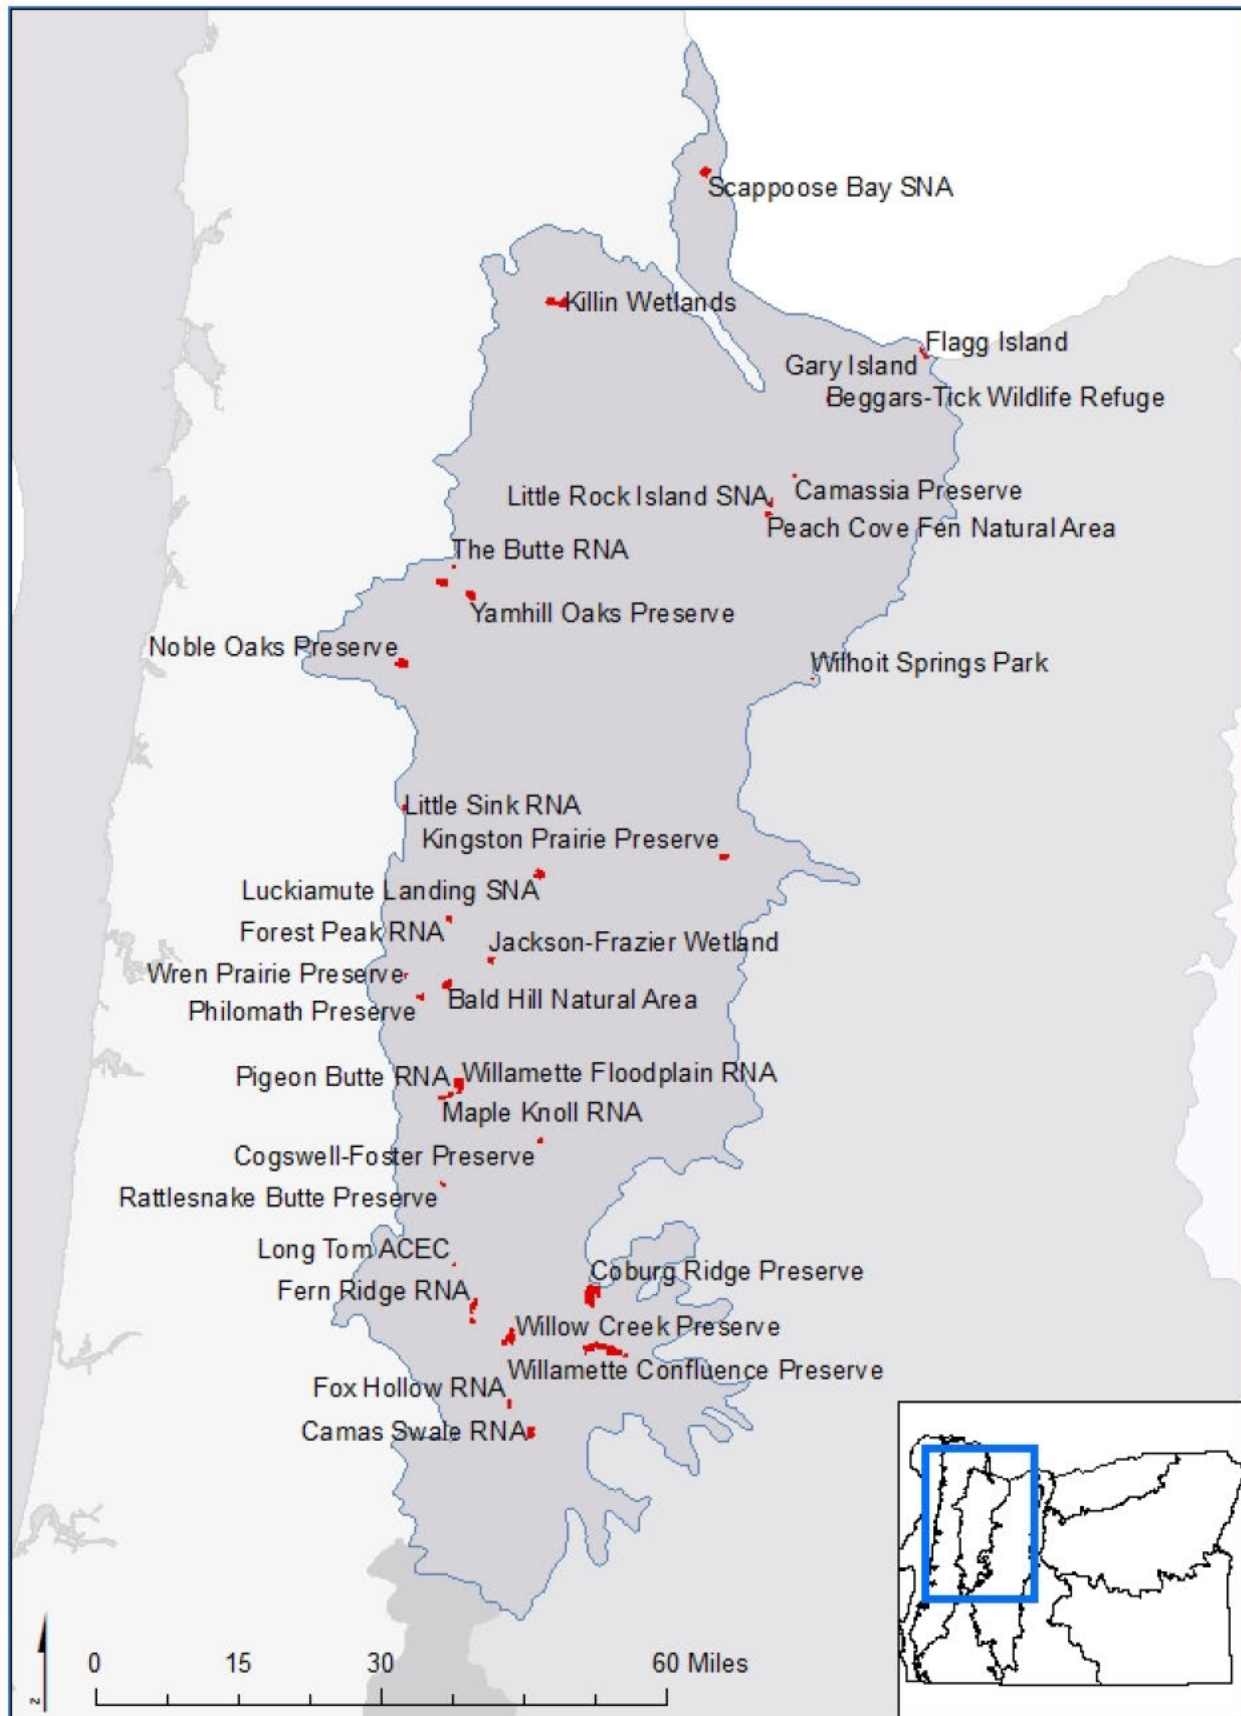 Scappoose Bay SNA
Killin Wetlands
Flagg Island
Gary Island
Beggars-Tick Wildlife Refuge
Camassia Preserve
Little Rock Island SNA
Peach Cove Fen Natural Area
The Butte RNA
Yamhill Oaks Preserve
Noble Oaks Preserve
Wilhoit Springs Park
Little Sink RNA
Kingston Prairie Preserve
Luckiamute Landing SNA
Forest Peak RNA
Jackson-Frazier Wetland
Wren Prairie Preserve
Bald Hill Natural Area
Philomath Preserve
Pigeon Butte RNA
Willamette Floodplain RNA
Maple Knoll RNA
Cogswell-Foster Preserve
Rattlesnake Butte Preserve
Long Tom ACEC
Coburg Ridge Preserve
Fern Ridge RNA
Willow Creek Preserve
Willamette Confluence Preserve
Fox Hollow RNA
Camas Swale RNA
0 15 30 60 Miles
N